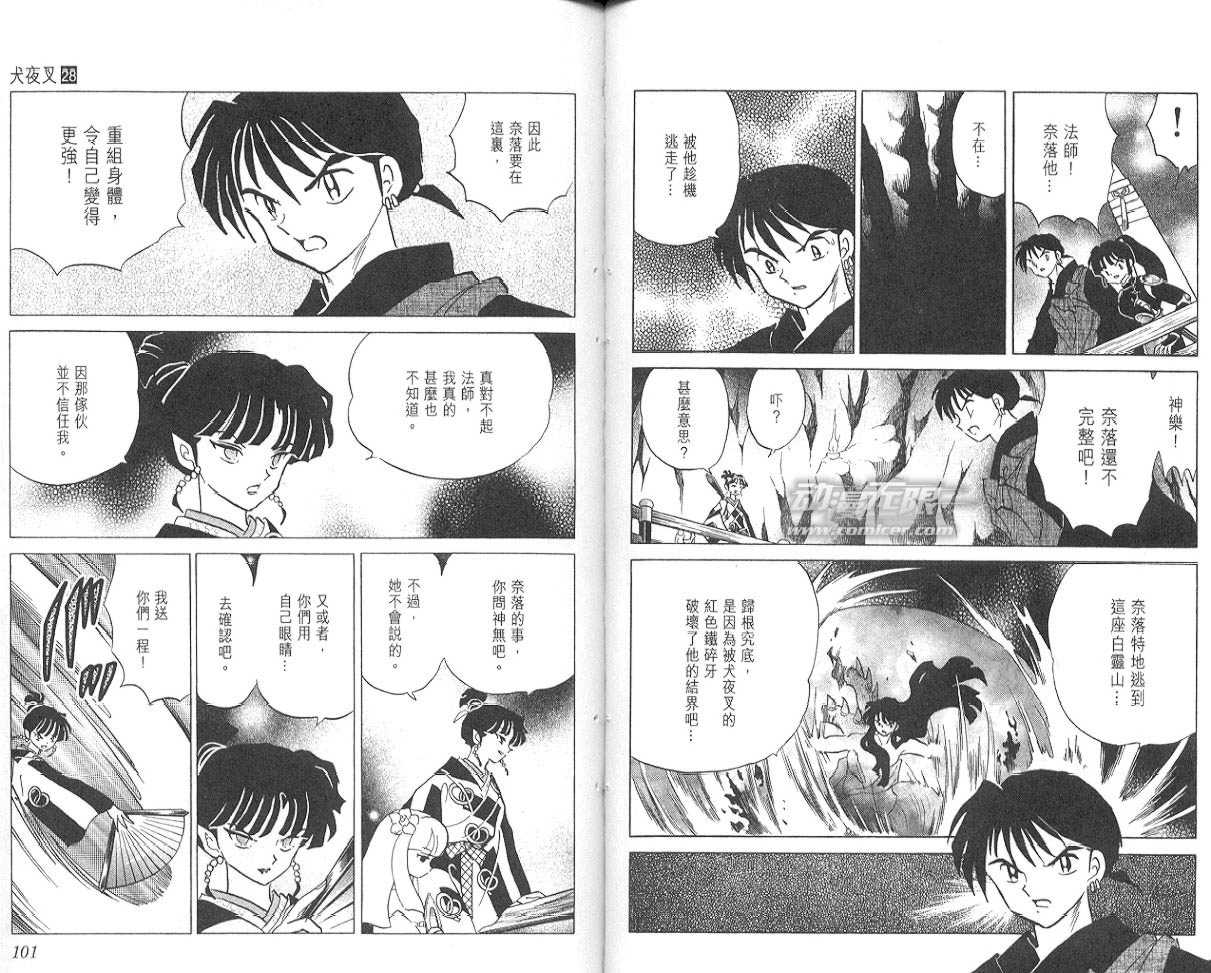 ！
法師！
奈落他⋯
不在⋯
被他趁機
逃走了⋯
神樂！
奈落還不
完整吧！
吓？
甚麼意思？
动漫无限
www.comicer.com
奈落特地逃到
這座白靈山⋯
歸根究底，
是因為被犬夜叉的
紅色鐵碎牙
破壞了他的結界吧⋯
犬夜叉 28
因此
奈落要在
這裏，
重組身體，
令自己變得
更強！
真對不起
法師，
我真的
甚麼也
不知道。
因那傢伙
並不信任我。
奈落的事，
你問神無吧。
不過，
她不會説的。
又或者，
你們用
自己眼睛⋯
去確認吧。
我送
你們一程！
101